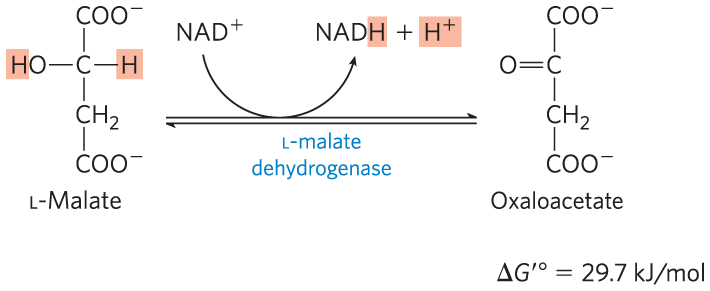 COO⁻
HO—C—H
CH₂
COO⁻
L-Malate
NAD⁺
NADH + H⁺
L-malate
dehydrogenase
COO⁻
O=C
CH₂
COO⁻
Oxaloacetate
ΔG′° = 29.7 kJ/mol